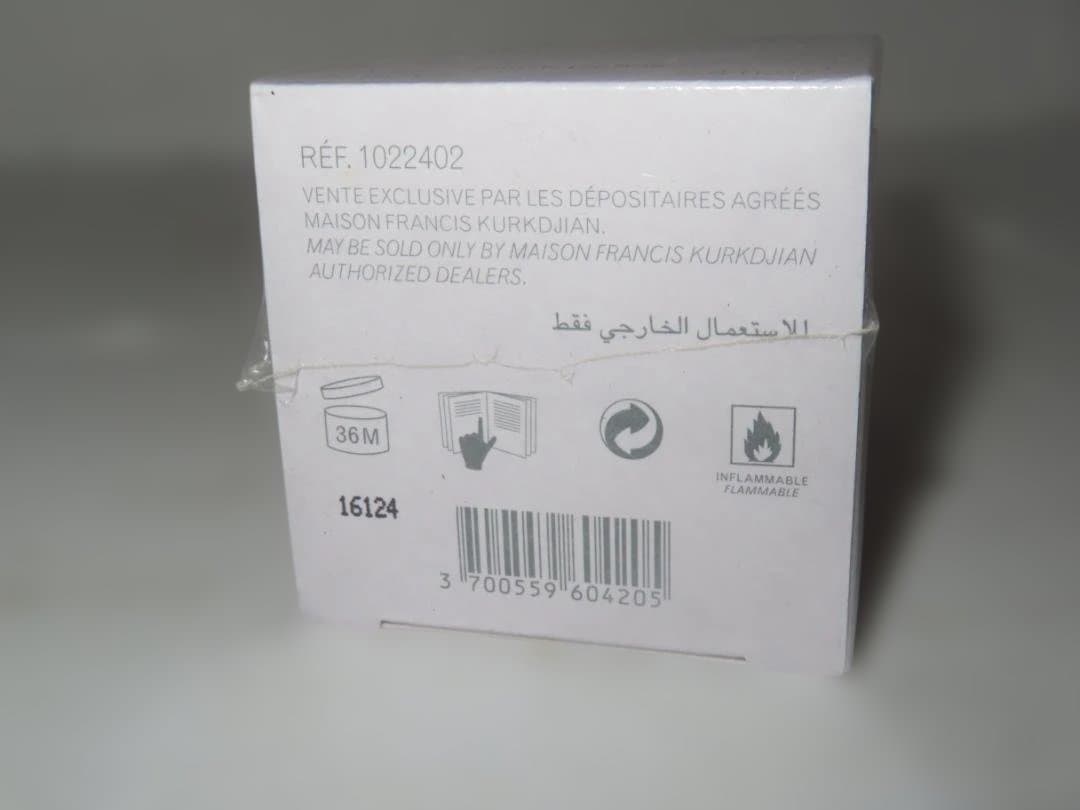 RÉF. 1022402
VENTE EXCLUSIVE PAR LES DÉPOSITAIRES AGRÉÉS
MAISON FRANCIS KURKDJIAN.
MAY BE SOLD ONLY BY MAISON FRANCIS KURKDJIAN
AUTHORIZED DEALERS.
للاستعمال الخارجي فقط
36M
INFLAMMABLE
FLAMMABLE
16124
3 700559 604205